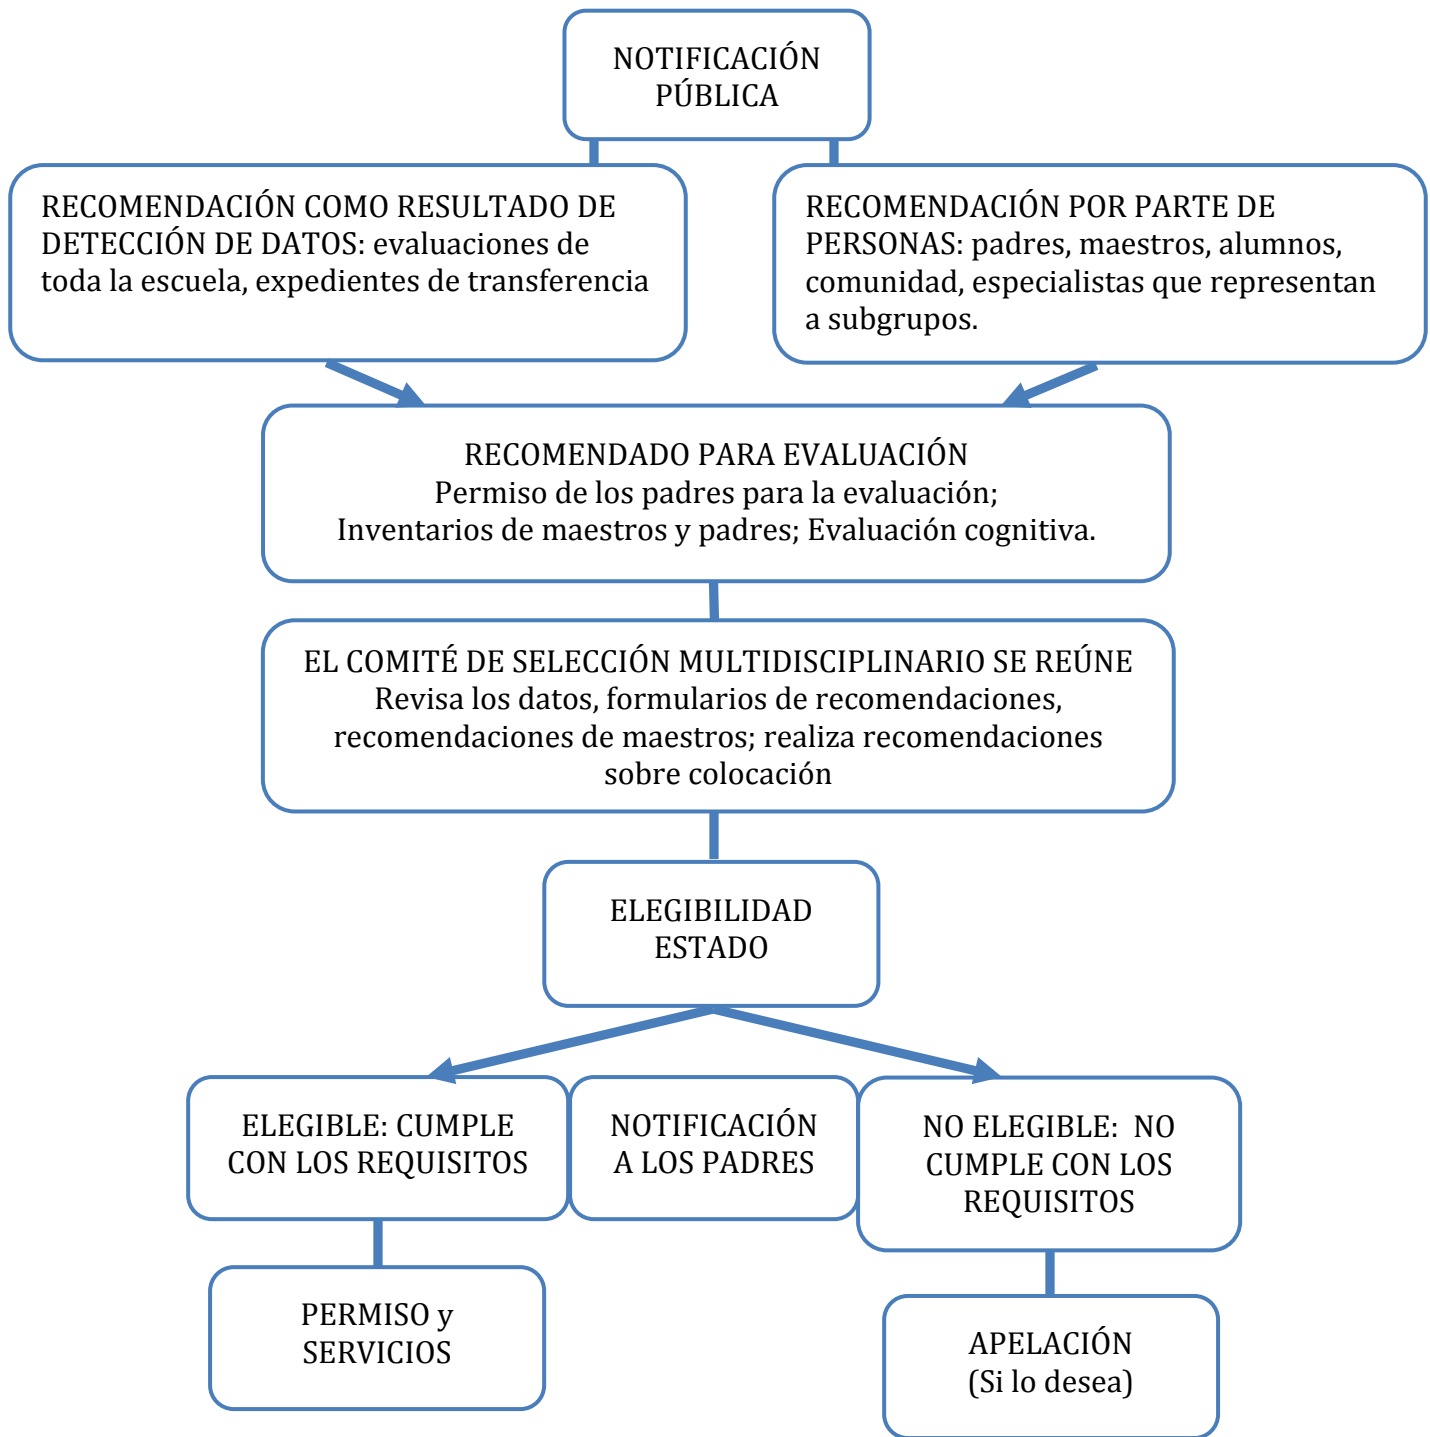 NOTIFICACIÓN
PÚBLICA
RECOMENDACIÓN COMO RESULTADO DE
DETECCIÓN DE DATOS: evaluaciones de
toda la escuela, expedientes de transferencia
RECOMENDACIÓN POR PARTE DE
PERSONAS: padres, maestros, alumnos,
comunidad, especialistas que representan
a subgrupos.
RECOMENDADO PARA EVALUACIÓN
Permiso de los padres para la evaluación;
Inventarios de maestros y padres; Evaluación cognitiva.
EL COMITÉ DE SELECCIÓN MULTIDISCIPLINARIO SE REÚNE
Revisa los datos, formularios de recomendaciones,
recomendaciones de maestros; realiza recomendaciones
sobre colocación
ELEGIBILIDAD
ESTADO
ELEGIBLE: CUMPLE
CON LOS REQUISITOS
NOTIFICACIÓN
A LOS PADRES
NO ELEGIBLE:  NO
CUMPLE CON LOS
REQUISITOS
PERMISO y
SERVICIOS
APELACIÓN
(Si lo desea)